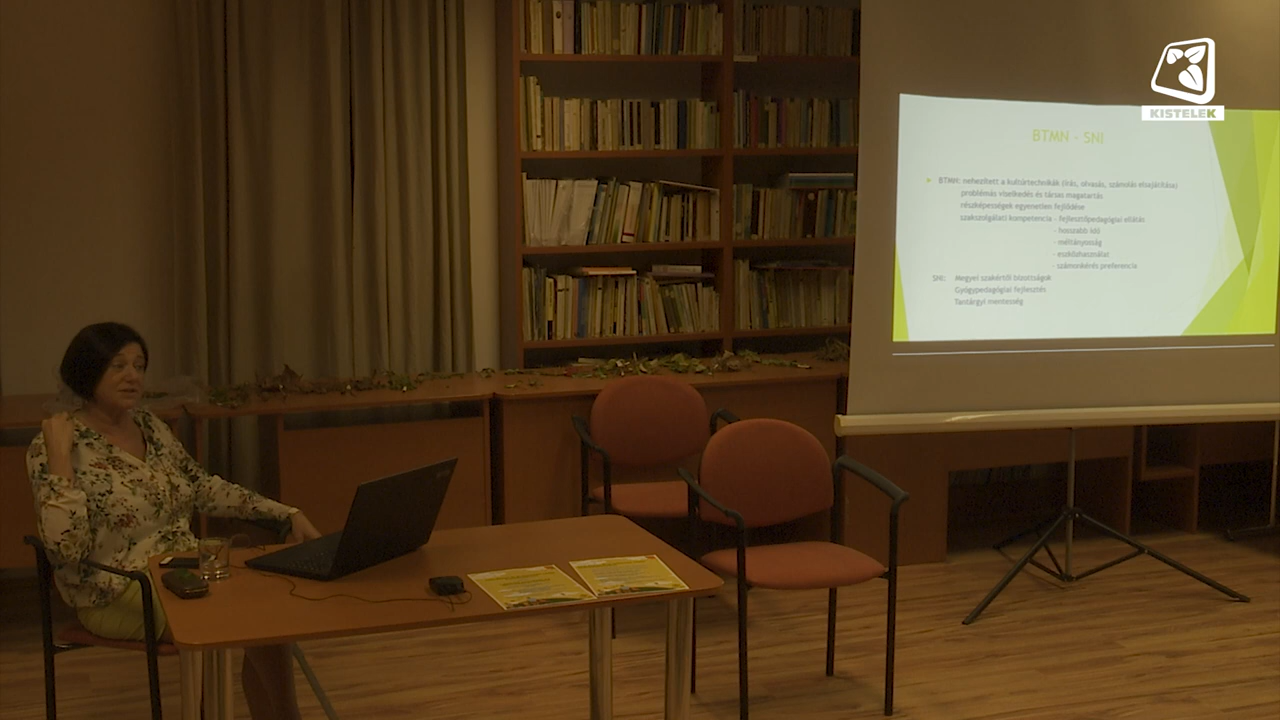 KISTELEK
BTMN - SNI
BTMN: nehezített a kultúrtechnikák (írás, olvasás, számolás elsajátítása)
problémás viselkedés és társas magatartás
részképességek egyenetlen fejlődése
szakszolgálati kompetencia - fejlesztőpedagógiai ellátás
- hosszabb idő
- méltányosság
- eszközhasználat
- számonkérés preferencia
SNI: Megyei szakértői bizottságok
Gyógypedagógiai fejlesztés
Tantárgyi mentesség